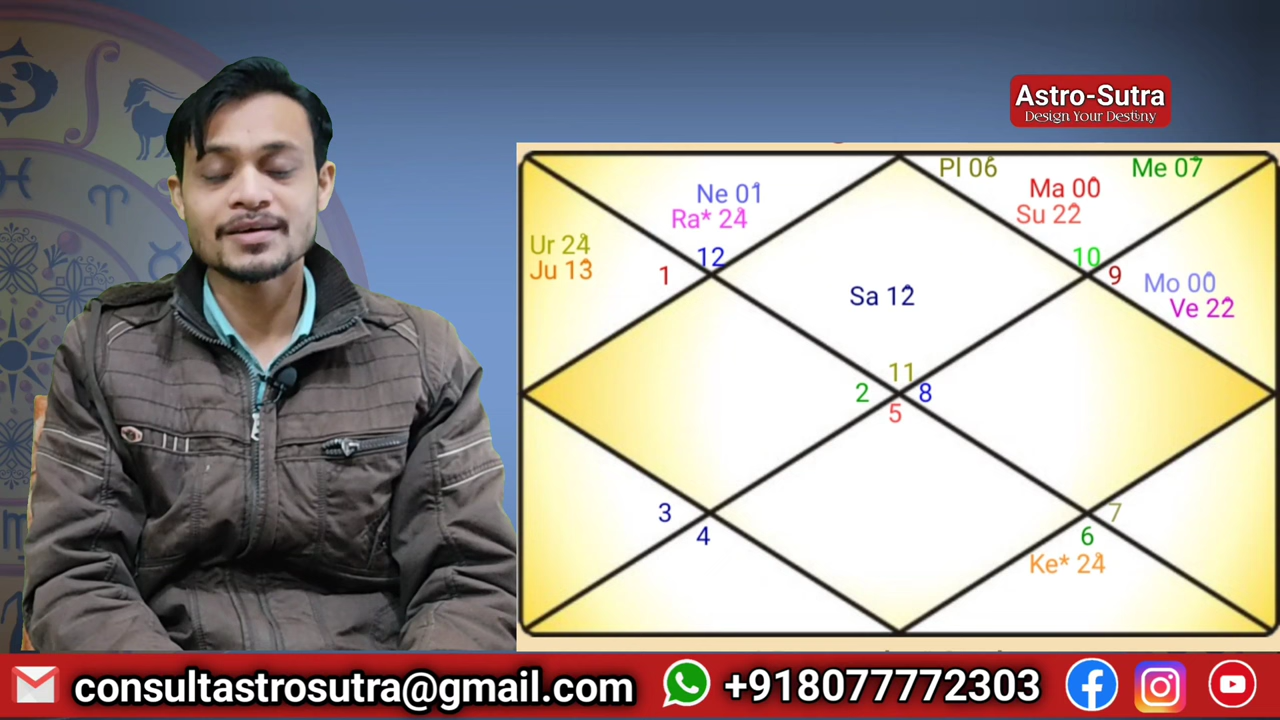 Astro-Sutra
Design Your Destiny
Pl 06°
Me 07°
Ne 01°
Ma 00°
Ra* 24°
Su 22°
Ur 24°
12
10
Ju 13°
1
9
Mo 00°
Sa 12°
Ve 22°
11
2
8
5
3
7
4
6
Ke* 24°
consultastrosutra@gmail.com
+918077772303